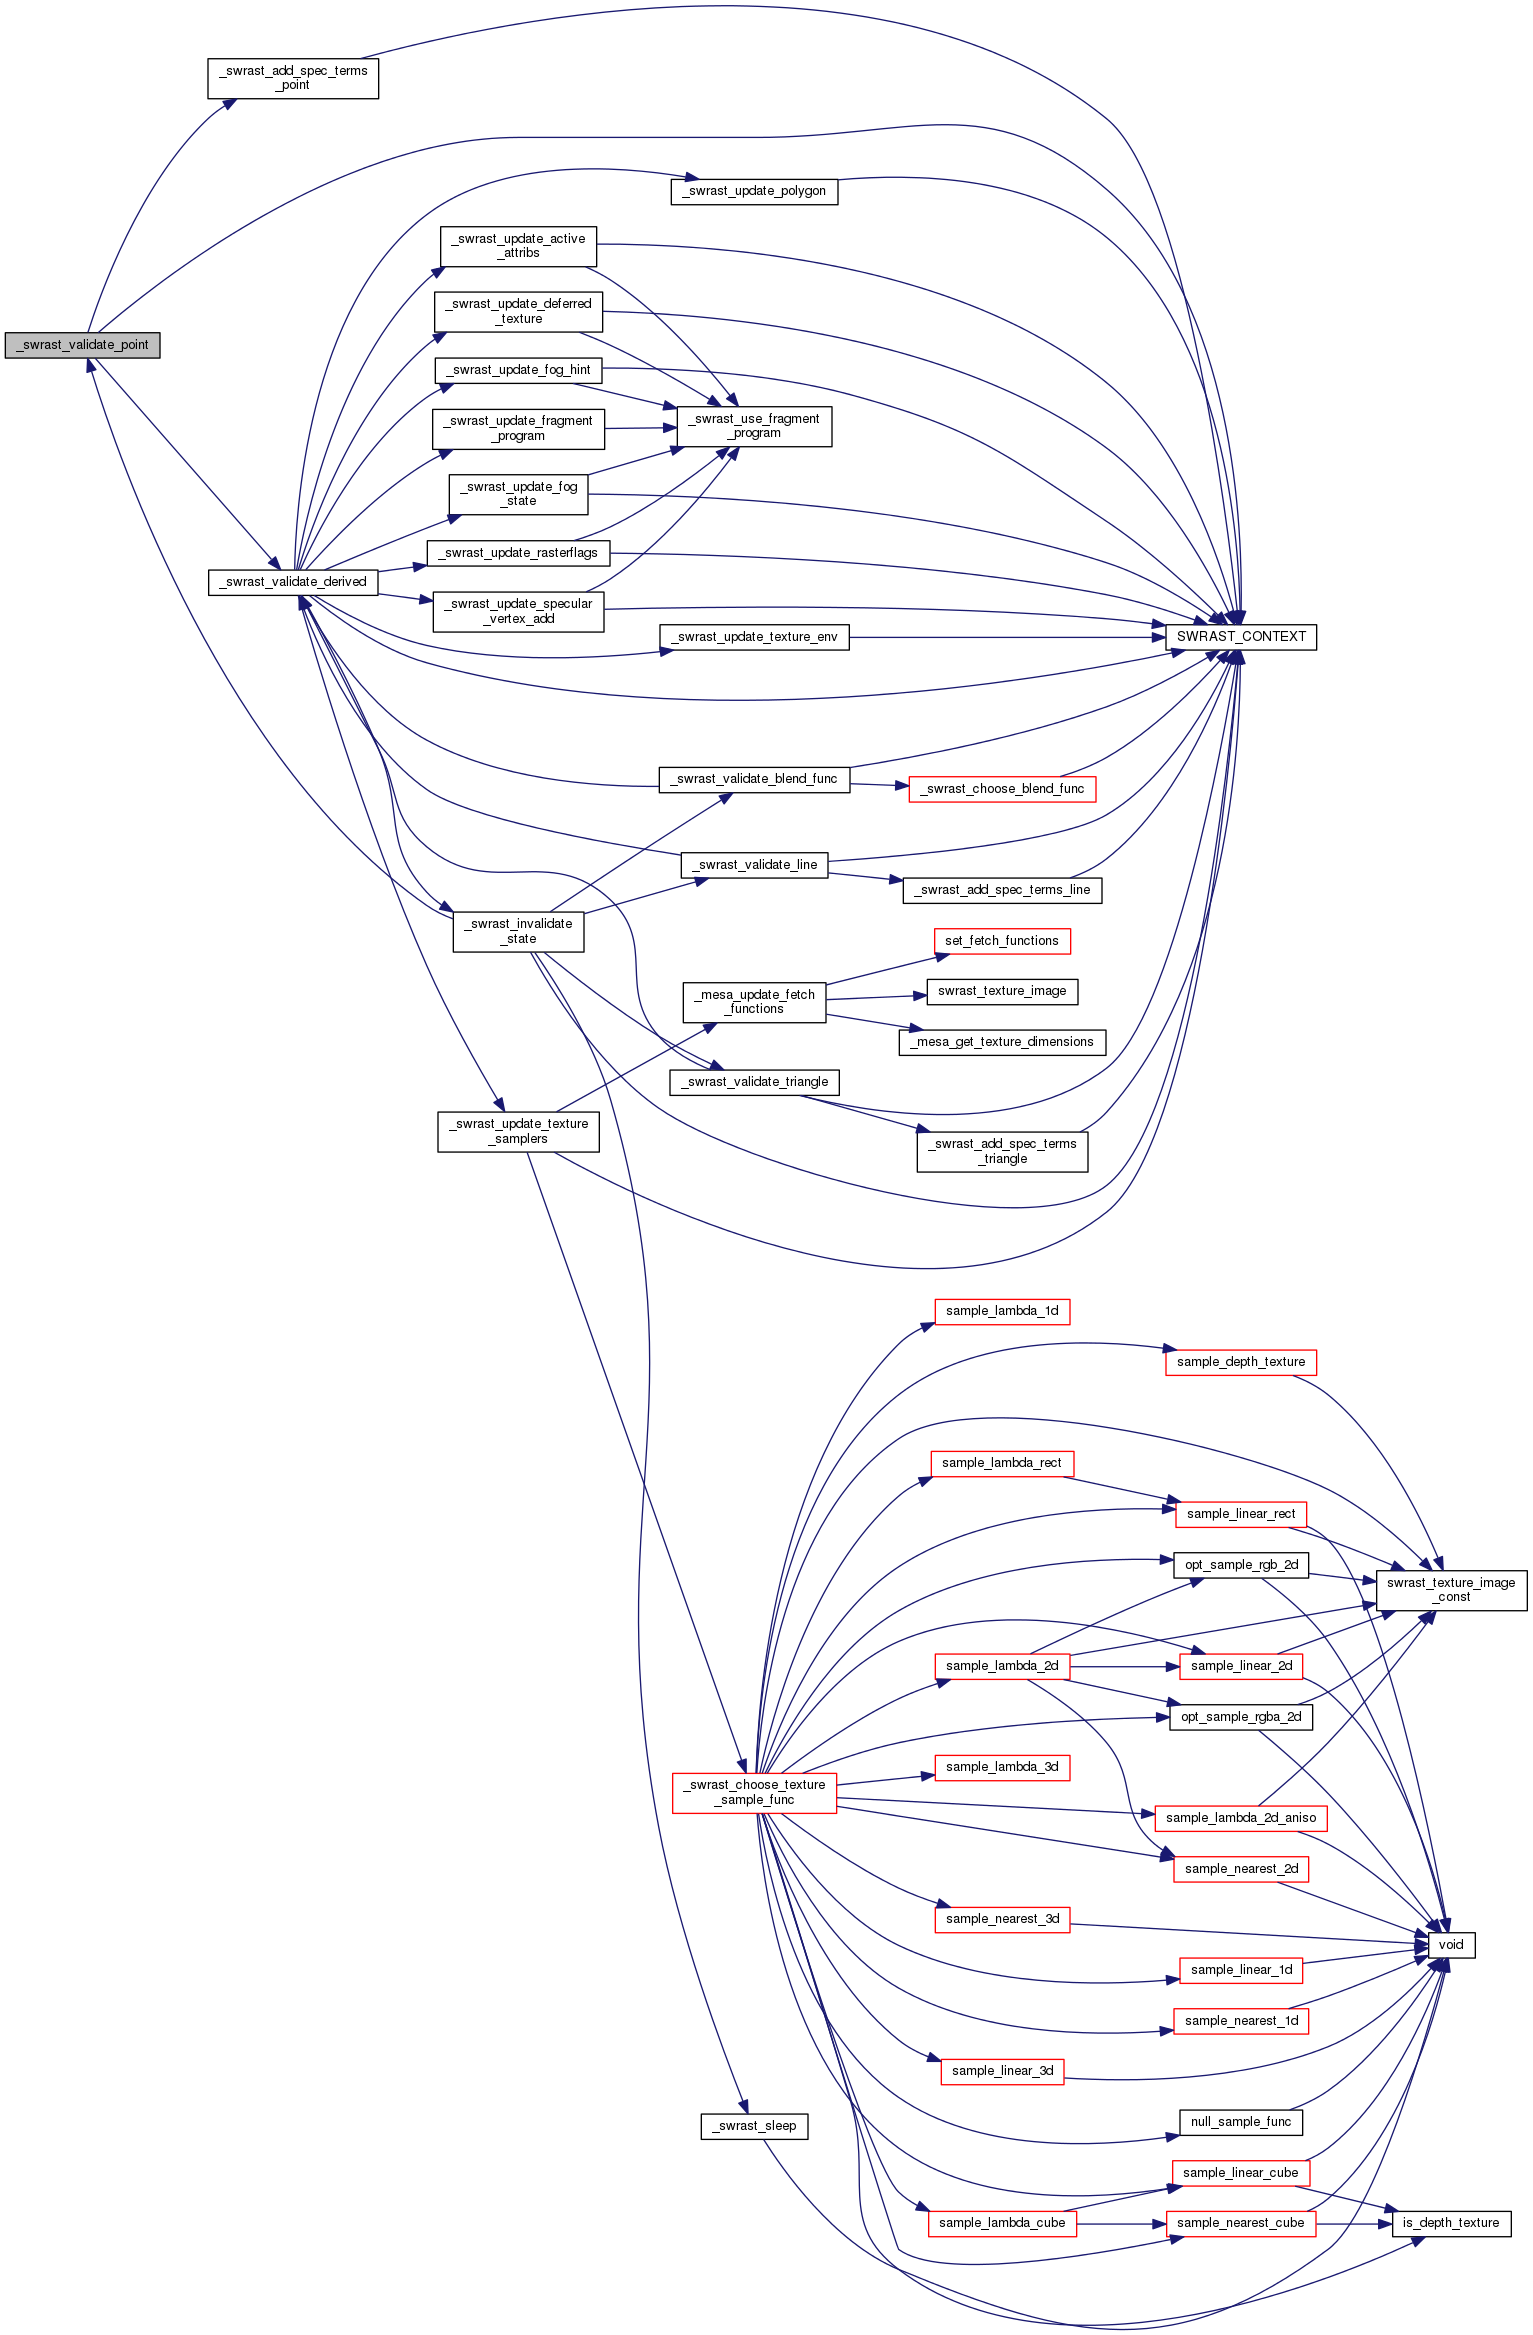 _swrast_add_spec_terms
_point
_swrast_update_polygon
_swrast_update_active
_attribs
_swrast_update_deferred
_texture
_swrast_validate_point
_swrast_update_fog_hint
_swrast_update_fragment
_program
_swrast_use_fragment
_program
_swrast_update_fog
_state
_swrast_update_rasterflags
_swrast_validate_derived
_swrast_update_specular
_vertex_add
_swrast_update_texture_env
SWRAST_CONTEXT
_swrast_validate_blend_func
_swrast_choose_blend_func
_swrast_validate_line
_swrast_add_spec_terms_line
_swrast_invalidate
_state
set_fetch_functions
_mesa_update_fetch
_functions
swrast_texture_image
_mesa_get_texture_dimensions
_swrast_validate_triangle
_swrast_update_texture
_samplers
_swrast_add_spec_terms
_triangle
sample_lambda_1d
sample_depth_texture
sample_lambda_rect
sample_linear_rect
opt_sample_rgb_2d
swrast_texture_image
_const
sample_lambda_2d
sample_linear_2d
opt_sample_rgba_2d
sample_lambda_3d
_swrast_choose_texture
_sample_func
sample_lambda_2d_aniso
sample_nearest_2d
sample_nearest_3d
void
sample_linear_1d
sample_nearest_1d
sample_linear_3d
_swrast_sleep
null_sample_func
sample_linear_cube
sample_lambda_cube
sample_nearest_cube
is_depth_texture